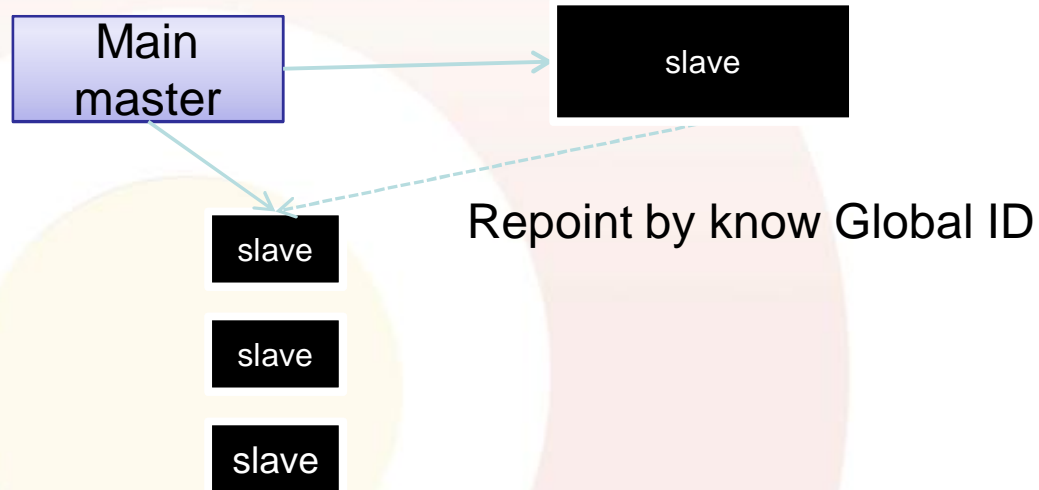 Main
master
slave
Repoint by know Global ID
slave
slave
slave